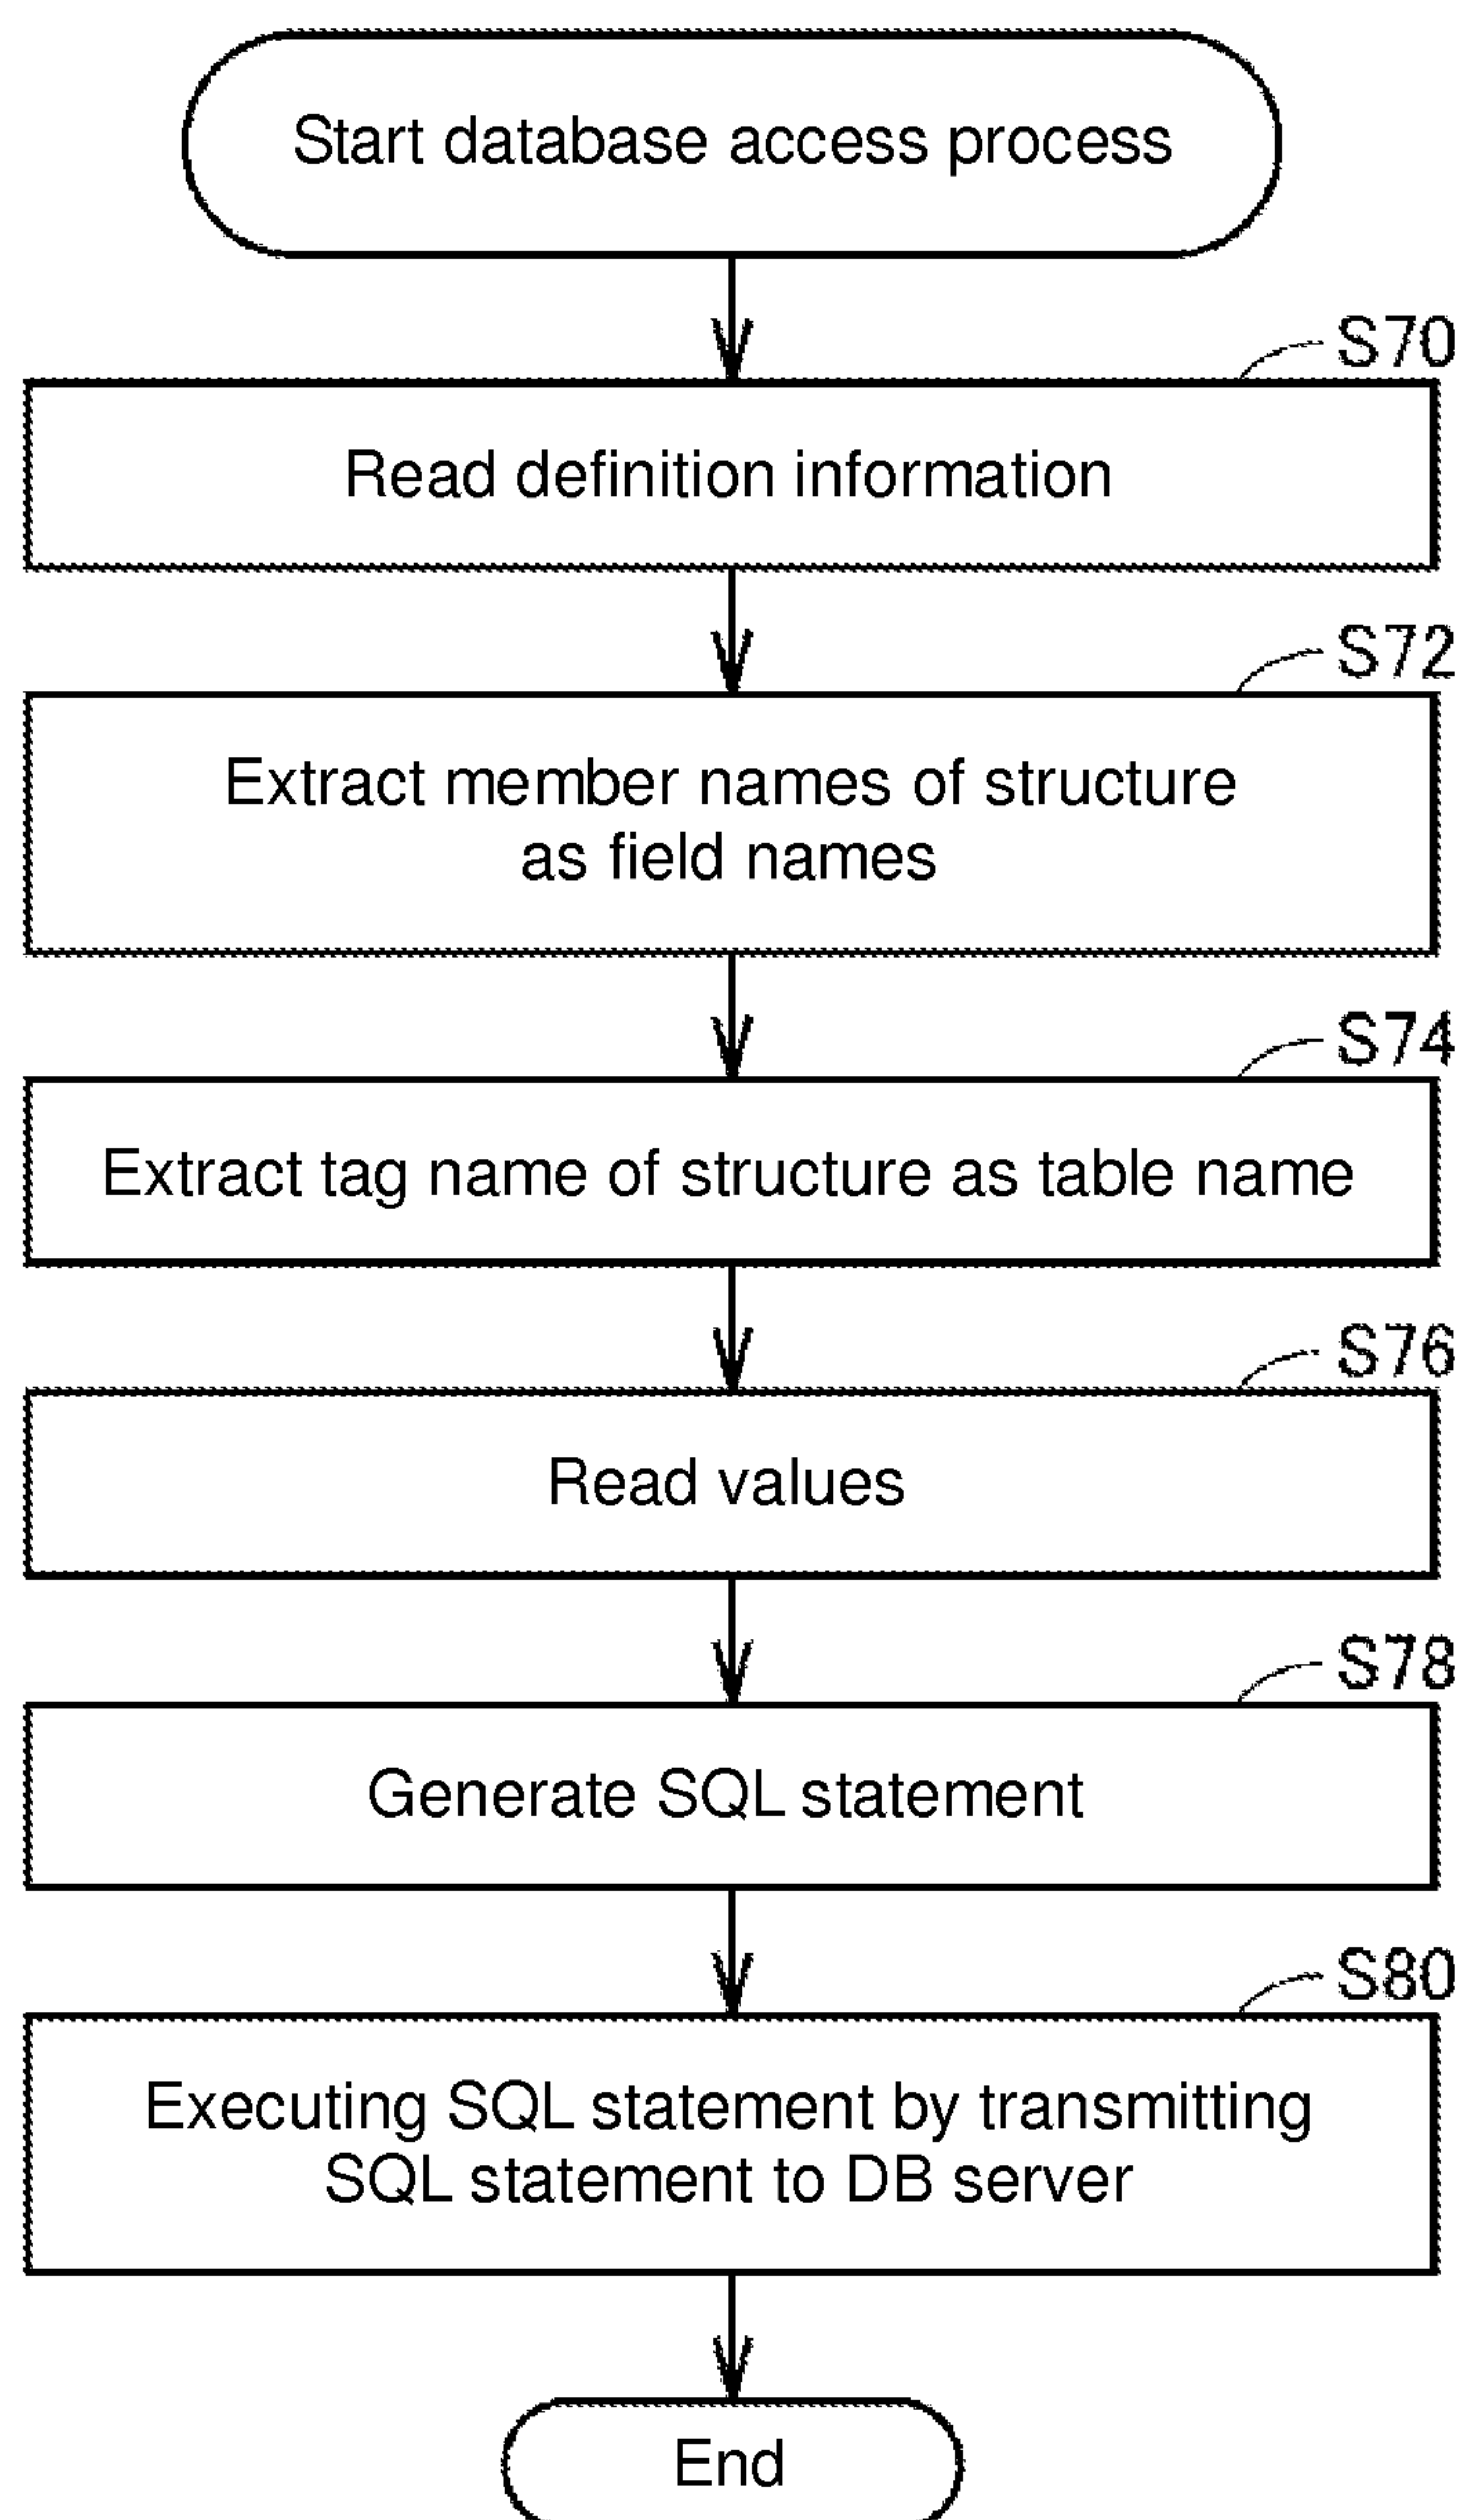 Start database access process
S70
Read definition information
S72
Extract member names of structure
as field names
S74
Extract tag name of structure as table name
S76
Read values
S78
Generate SQL statement
S80
Executing SQL statement by transmitting
SQL statement to DB server
End